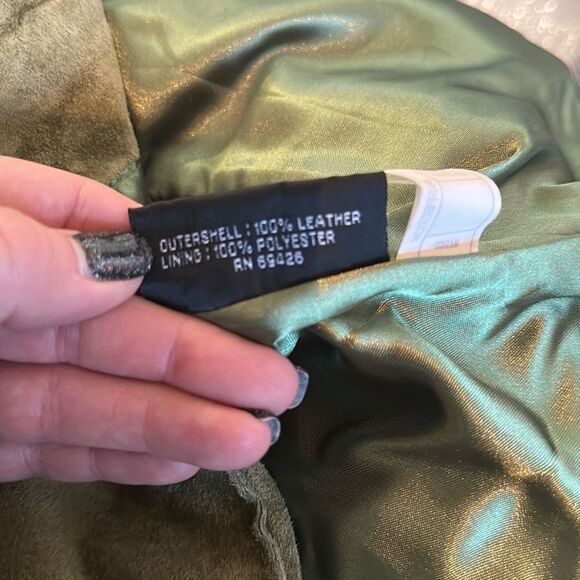 OUTERSHELL : 100% LEATHER
LINING : 100% POLYESTER
RN 69426